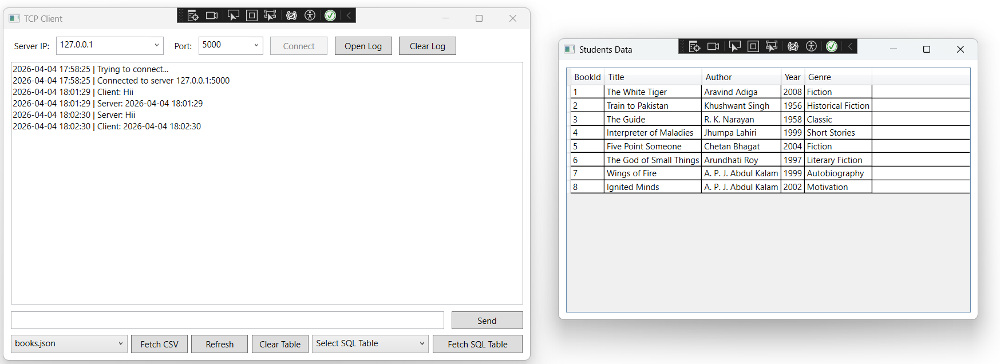 TCP Client
Server IP: 127.0.0.1 Port: 5000 Connect Open Log Clear Log
2026-04-04 17:58:25 | Trying to connect...
2026-04-04 17:58:25 | Connected to server 127.0.0.1:5000
2026-04-04 18:01:29 | Client: Hii
2026-04-04 18:01:29 | Server: 2026-04-04 18:01:29
2026-04-04 18:02:30 | Server: Hii
2026-04-04 18:02:30 | Client: 2026-04-04 18:02:30
Send
books.json Fetch CSV Refresh Clear Table Select SQL Table Fetch SQL Table
Students Data
BookId Title Author Year Genre
1 The White Tiger Aravind Adiga 2008 Fiction
2 Train to Pakistan Khushwant Singh 1956 Historical Fiction
3 The Guide R. K. Narayan 1958 Classic
4 Interpreter of Maladies Jhumpa Lahiri 1999 Short Stories
5 Five Point Someone Chetan Bhagat 2004 Fiction
6 The God of Small Things Arundhati Roy 1997 Literary Fiction
7 Wings of Fire A. P. J. Abdul Kalam 1999 Autobiography
8 Ignited Minds A. P. J. Abdul Kalam 2002 Motivation